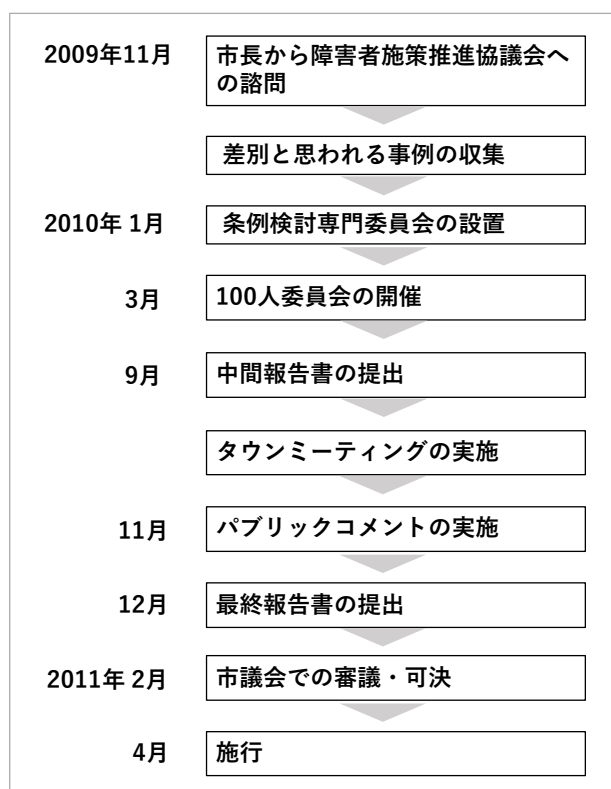 2009年11月
市長から障害者施策推進協議会へ
の諮問
差別と思われる事例の収集
2010年 1月
条例検討専門委員会の設置
3月
100人委員会の開催
9月
中間報告書の提出
タウンミーティングの実施
11月
パブリックコメントの実施
12月
最終報告書の提出
2011年 2月
市議会での審議・可決
4月
施行